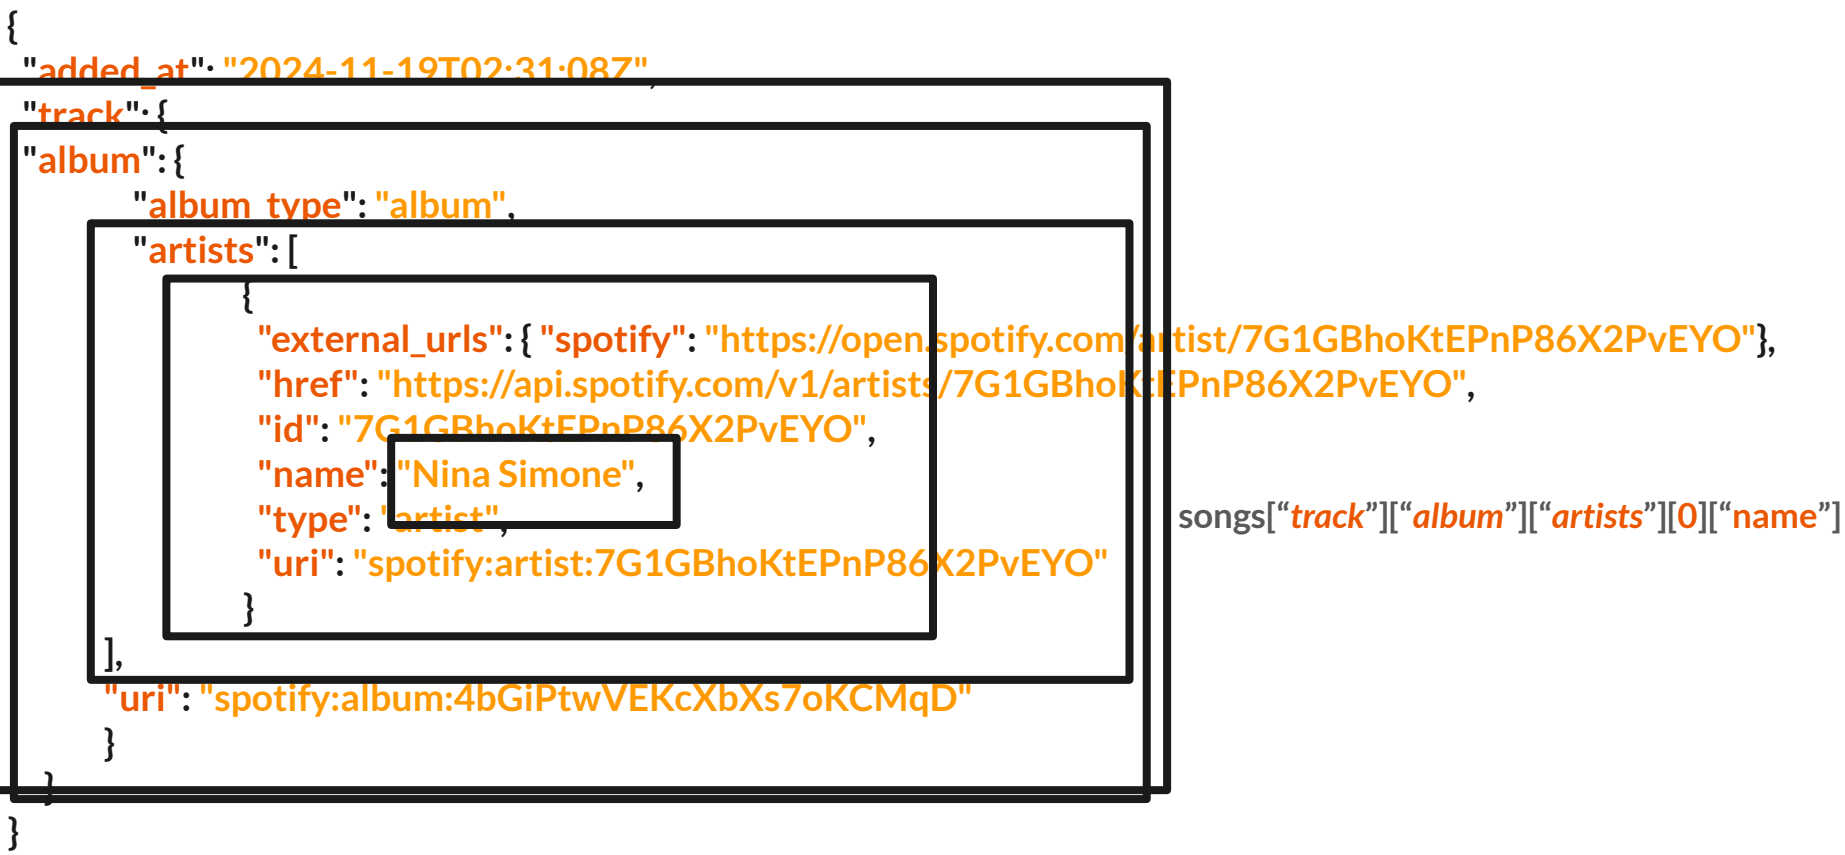 {
"added_at": "2024-11-19T02:31:08Z",
"track": {
"album": {
"album_type": "album",
"artists": [
{
"external_urls": { "spotify": "https://open.spotify.com/artist/7G1GBhoKtEPnP86X2PvEYO"},
"href": "https://api.spotify.com/v1/artists/7G1GBhoKtEPnP86X2PvEYO",
"id": "7G1GBhoKtEPnP86X2PvEYO",
"name": "Nina Simone",
"type": "artist",
"uri": "spotify:artist:7G1GBhoKtEPnP86X2PvEYO"
}
],
"uri": "spotify:album:4bGiPtwVEKcXbXs7oKCMqD"
}
}
}
songs[“track”][“album”][“artists”][0][“name”]